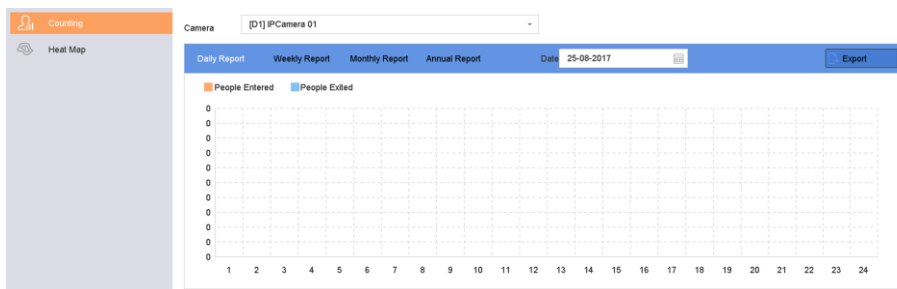 Counting
Heat Map
Camera [D1] IPCamera 01
Daily Report Weekly Report Monthly Report Annual Report Date 25-08-2017 Export
People Entered People Exited
0
0
0
0
0
0
0
0
0
0
0
1 2 3 4 5 6 7 8 9 10 11 12 13 14 15 16 17 18 19 20 21 22 23 24